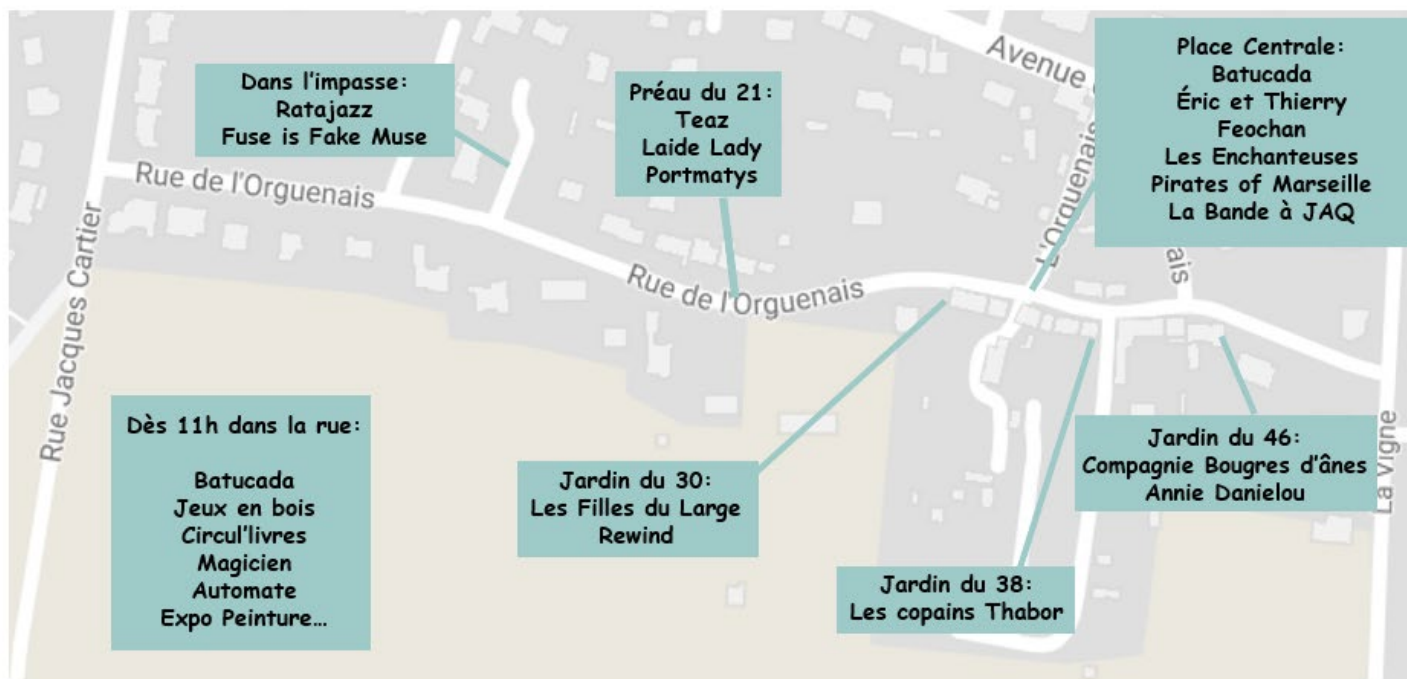 Dans l'impasse:
Ratajazz
Fuse is Fake Muse
Préau du 21:
Teaz
Laide Lady
Portmatys
Place Centrale:
Batucada
Éric et Thierry
Feochan
Les Enchanteuses
Pirates of Marseille
La Bande à JAQ
Avenue
Rue de l'Orguenais
L'Orguenais
ais
Rue de l'Orguenais
Rue Jacques Cartier
La Vigne
Dès 11h dans la rue:
Batucada
Jeux en bois
Circul'livres
Magicien
Automate
Expo Peinture…
Jardin du 30:
Les Filles du Large
Rewind
Jardin du 38:
Les copains Thabor
Jardin du 46:
Compagnie Bougres d'ânes
Annie Danielou